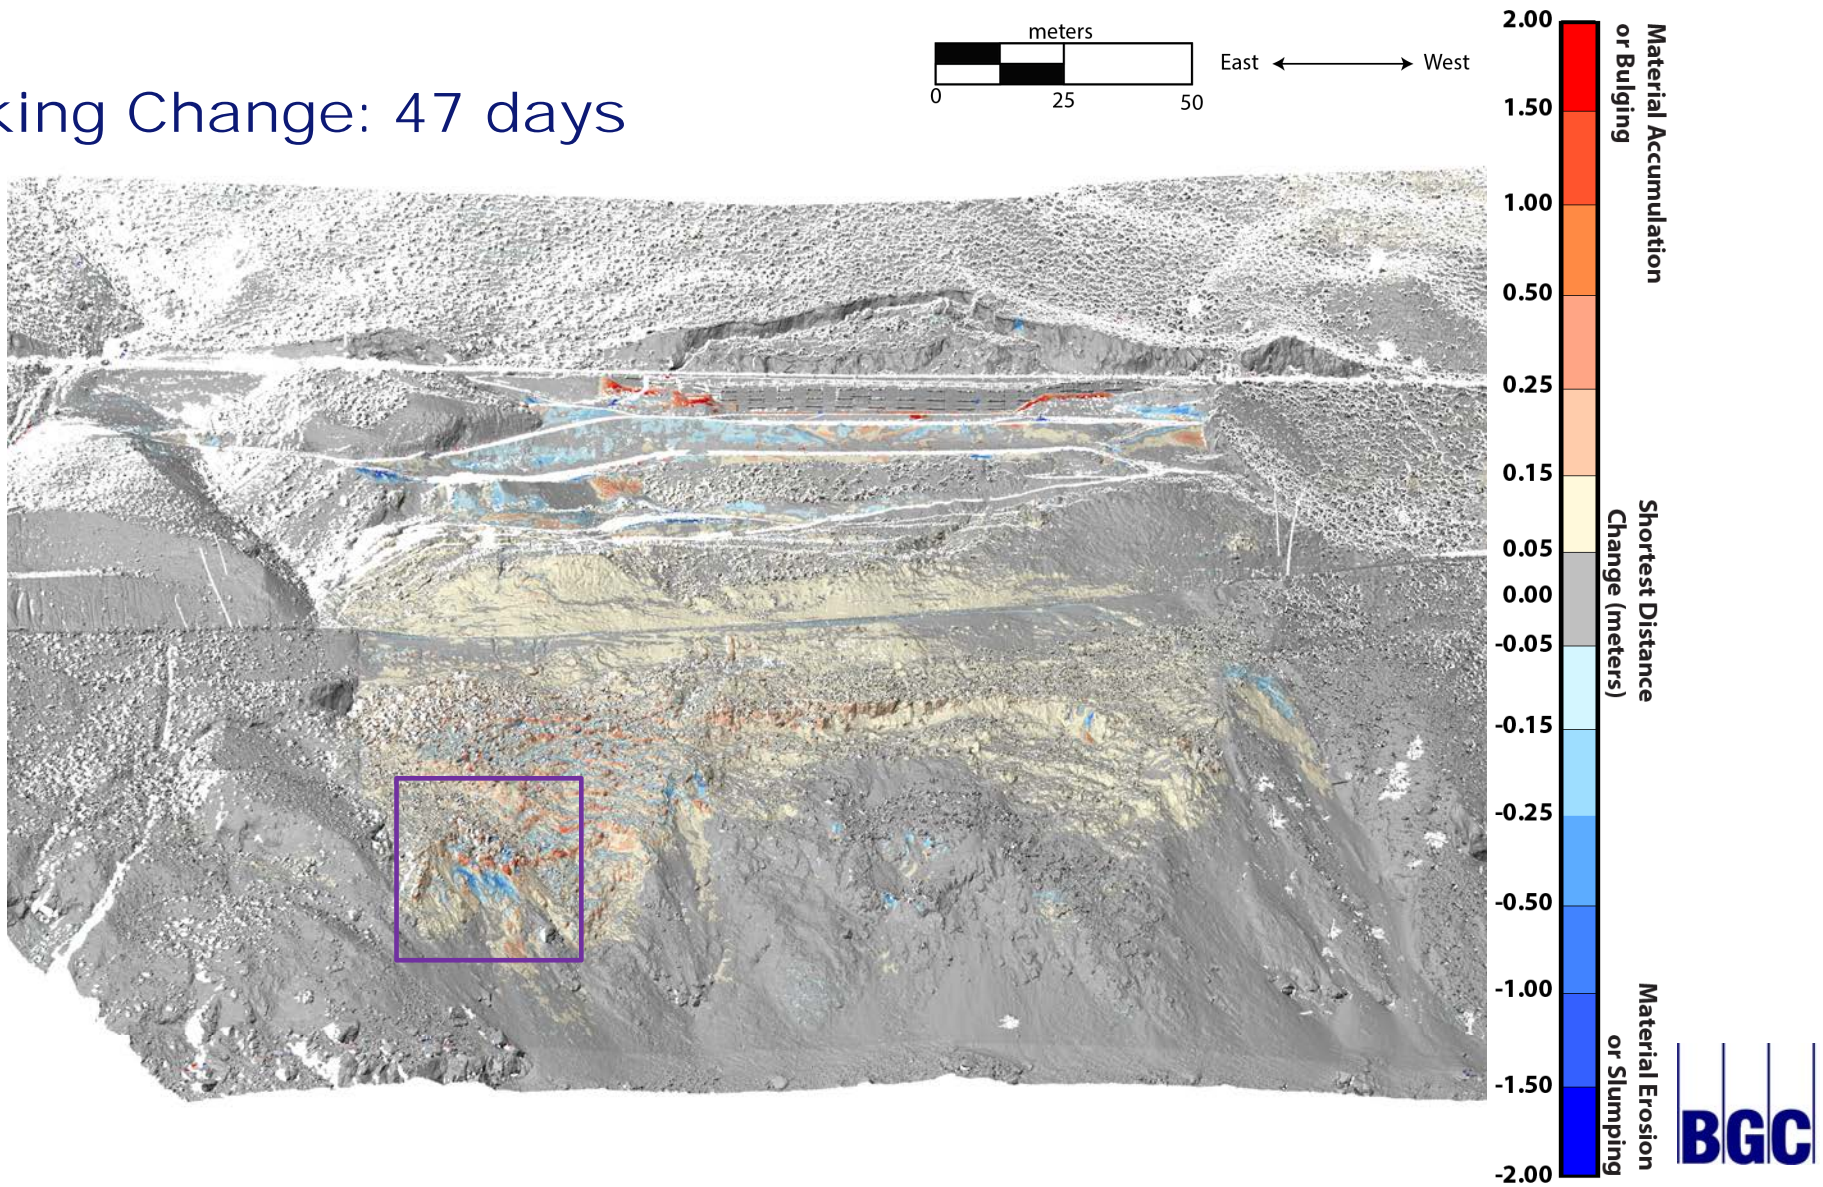 king Change: 47 days
meters
0 25 50
East West
2.00
1.50
1.00
0.50
0.25
0.15
0.05
0.00
-0.05
-0.15
-0.25
-0.50
-1.00
-1.50
-2.00
Material Accumulation
or Bulging
Shortest Distance
Change (meters)
Material Erosion
or Slumping
BGC